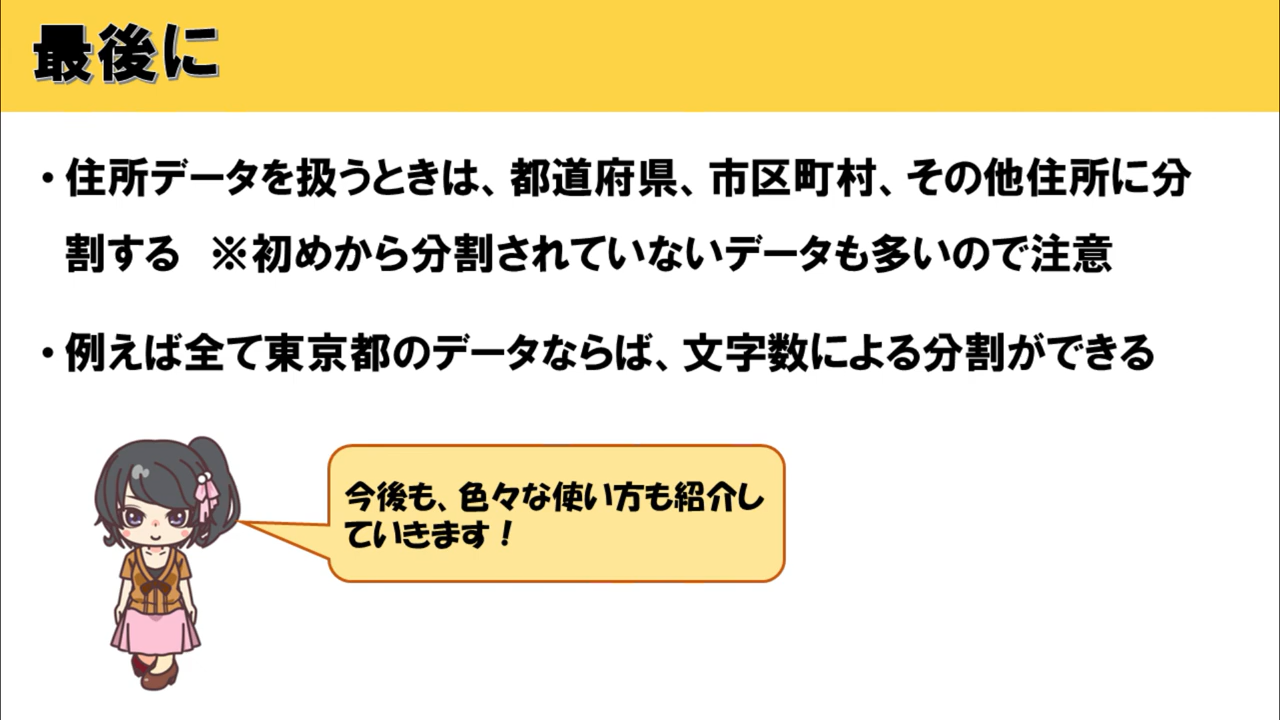 最後に
・住所データを扱うときは、都道府県、市区町村、その他住所に分
割する　※初めから分割されていないデータも多いので注意
・例えば全て東京都のデータならば、文字数による分割ができる
今後も、色々な使い方も紹介し
ていきます！